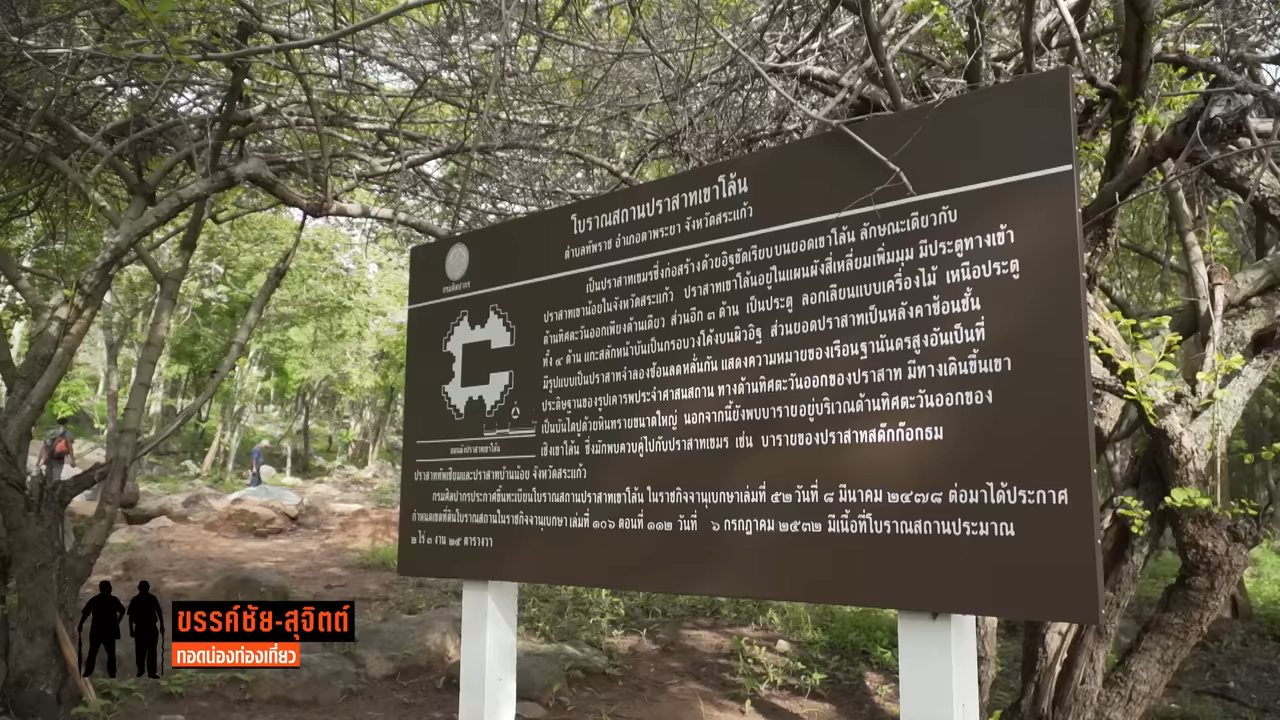 โบราณสถานปราสาทเขาโล้น
ตำบลทัพราช อำเภอตาพระยา จังหวัดสระแก้ว
กรมศิลปากร
เป็นปราสาทเขมรซึ่งก่อสร้างด้วยอิฐขัดเรียบบนยอดเขาโล้น ลักษณะเดียวกับ
ปราสาทเขาน้อยในจังหวัดสระแก้ว ปราสาทเขาโล้นอยู่ในแผนผังสี่เหลี่ยมเพิ่มมุม มีประตูทางเข้า
ด้านทิศตะวันออกเพียงด้านเดียว ส่วนอีก ๓ ด้าน เป็นประตู ลอกเลียนแบบเครื่องไม้ เหนือประตู
ทั้ง ๔ ด้าน แกะสลักหน้าบันเป็นกรอบวงโค้งบนผิวอิฐ ส่วนยอดปราสาทเป็นหลังคาซ้อนชั้น
มีรูปแบบเป็นปราสาทจำลองซ้อนลดหลั่นกัน แสดงความหมายของเรือนฐานันดรสูงอันเป็นที่
ประดิษฐานของรูปเคารพประจำศาสนสถาน ทางด้านทิศตะวันออกของปราสาท มีทางเดินขึ้นเขา
เป็นบันไดปูด้วยหินทรายขนาดใหญ่ นอกจากนี้ยังพบบารายอยู่บริเวณด้านทิศตะวันออกของ
เชิงเขาโล้น ซึ่งมักพบควบคู่ไปกับปราสาทเขมร เช่น บารายของปราสาทสด๊กก๊อกธม
แผนผังปราสาทเขาโล้น
ปราสาททัพเซียมและปราสาทบ้านน้อย จังหวัดสระแก้ว
กรมศิลปากรประกาศขึ้นทะเบียนโบราณสถานปราสาทเขาโล้น ในราชกิจจานุเบกษาเล่มที่ ๕๒ วันที่ ๘ มีนาคม ๒๔๗๘ ต่อมาได้ประกาศ
กำหนดเขตที่ดินโบราณสถานในราชกิจจานุเบกษา เล่มที่ ๑๐๖ ตอนที่ ๑๑๒ วันที่ ๖ กรกฎาคม ๒๕๓๒ มีเนื้อที่โบราณสถานประมาณ
๒ ไร่ ๓ งาน ๒๕ ตารางวา
ขรรค์ชัย-สุจิตต์
ทอดน่องท่องเที่ยว